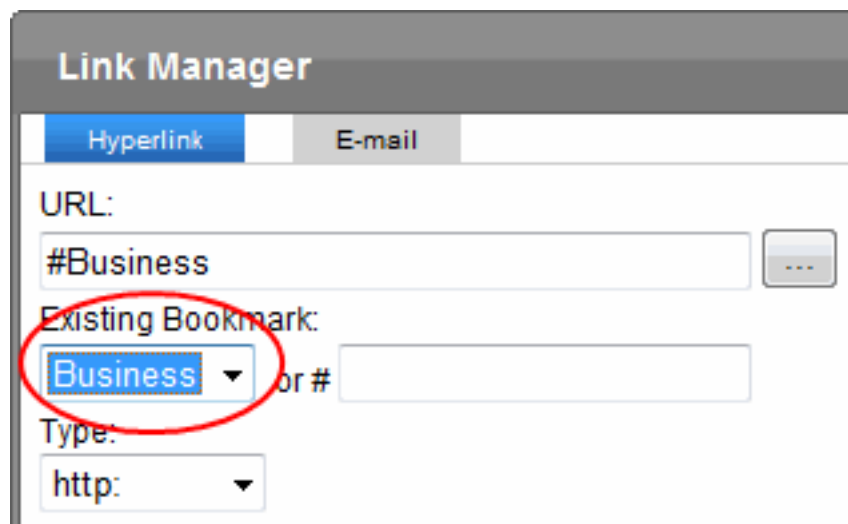 Link Manager
Hyperlink E-mail
URL:
#Business ...
Existing Bookmark:
Business or #
Type:
http: